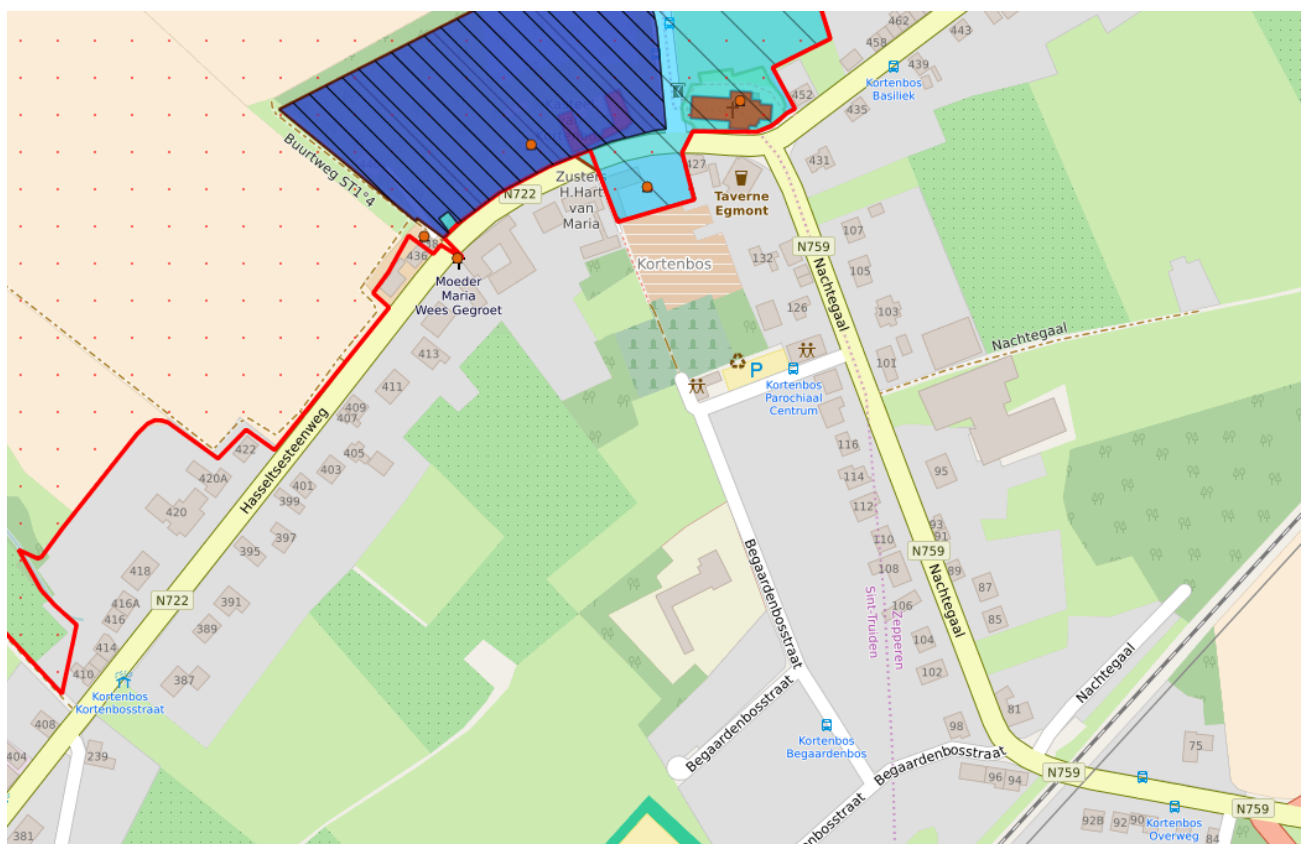 462
458
443
439
Kortenbos
Basiliek
452
435
431
427
Buurtweg ST1°4
N722
Zusters
H.Hart
van
Maria
Taverne
Egmont
436
Moeder
Maria
Wees Gegroet
Kortenbos
132
N759
107
105
Nachtegaal
126
103
Nachtegaal
101
413
411
409
407
405
403
401
399
397
395
Hasseltsesteenweg
422
420A
420
418
416A
416
414
410
N722
391
389
387
Kortenbos
Kortenbosstraat
408
404
239
381
P
Kortenbos
Parochiaal
Centrum
116
114
112
110
108
106
104
102
98
96
94
95
93
91
89
87
85
81
N759
Nachtegaal
Sint-Truiden
Zepperen
Begaardenbosstraat
Begaardenbosstraat
Kortenbos
Begaardenbos
Begaardenbosstraat
nbosstraat
Nachtegaal
75
N759
N759
Kortenbos
Overweg
92B
92
90
84